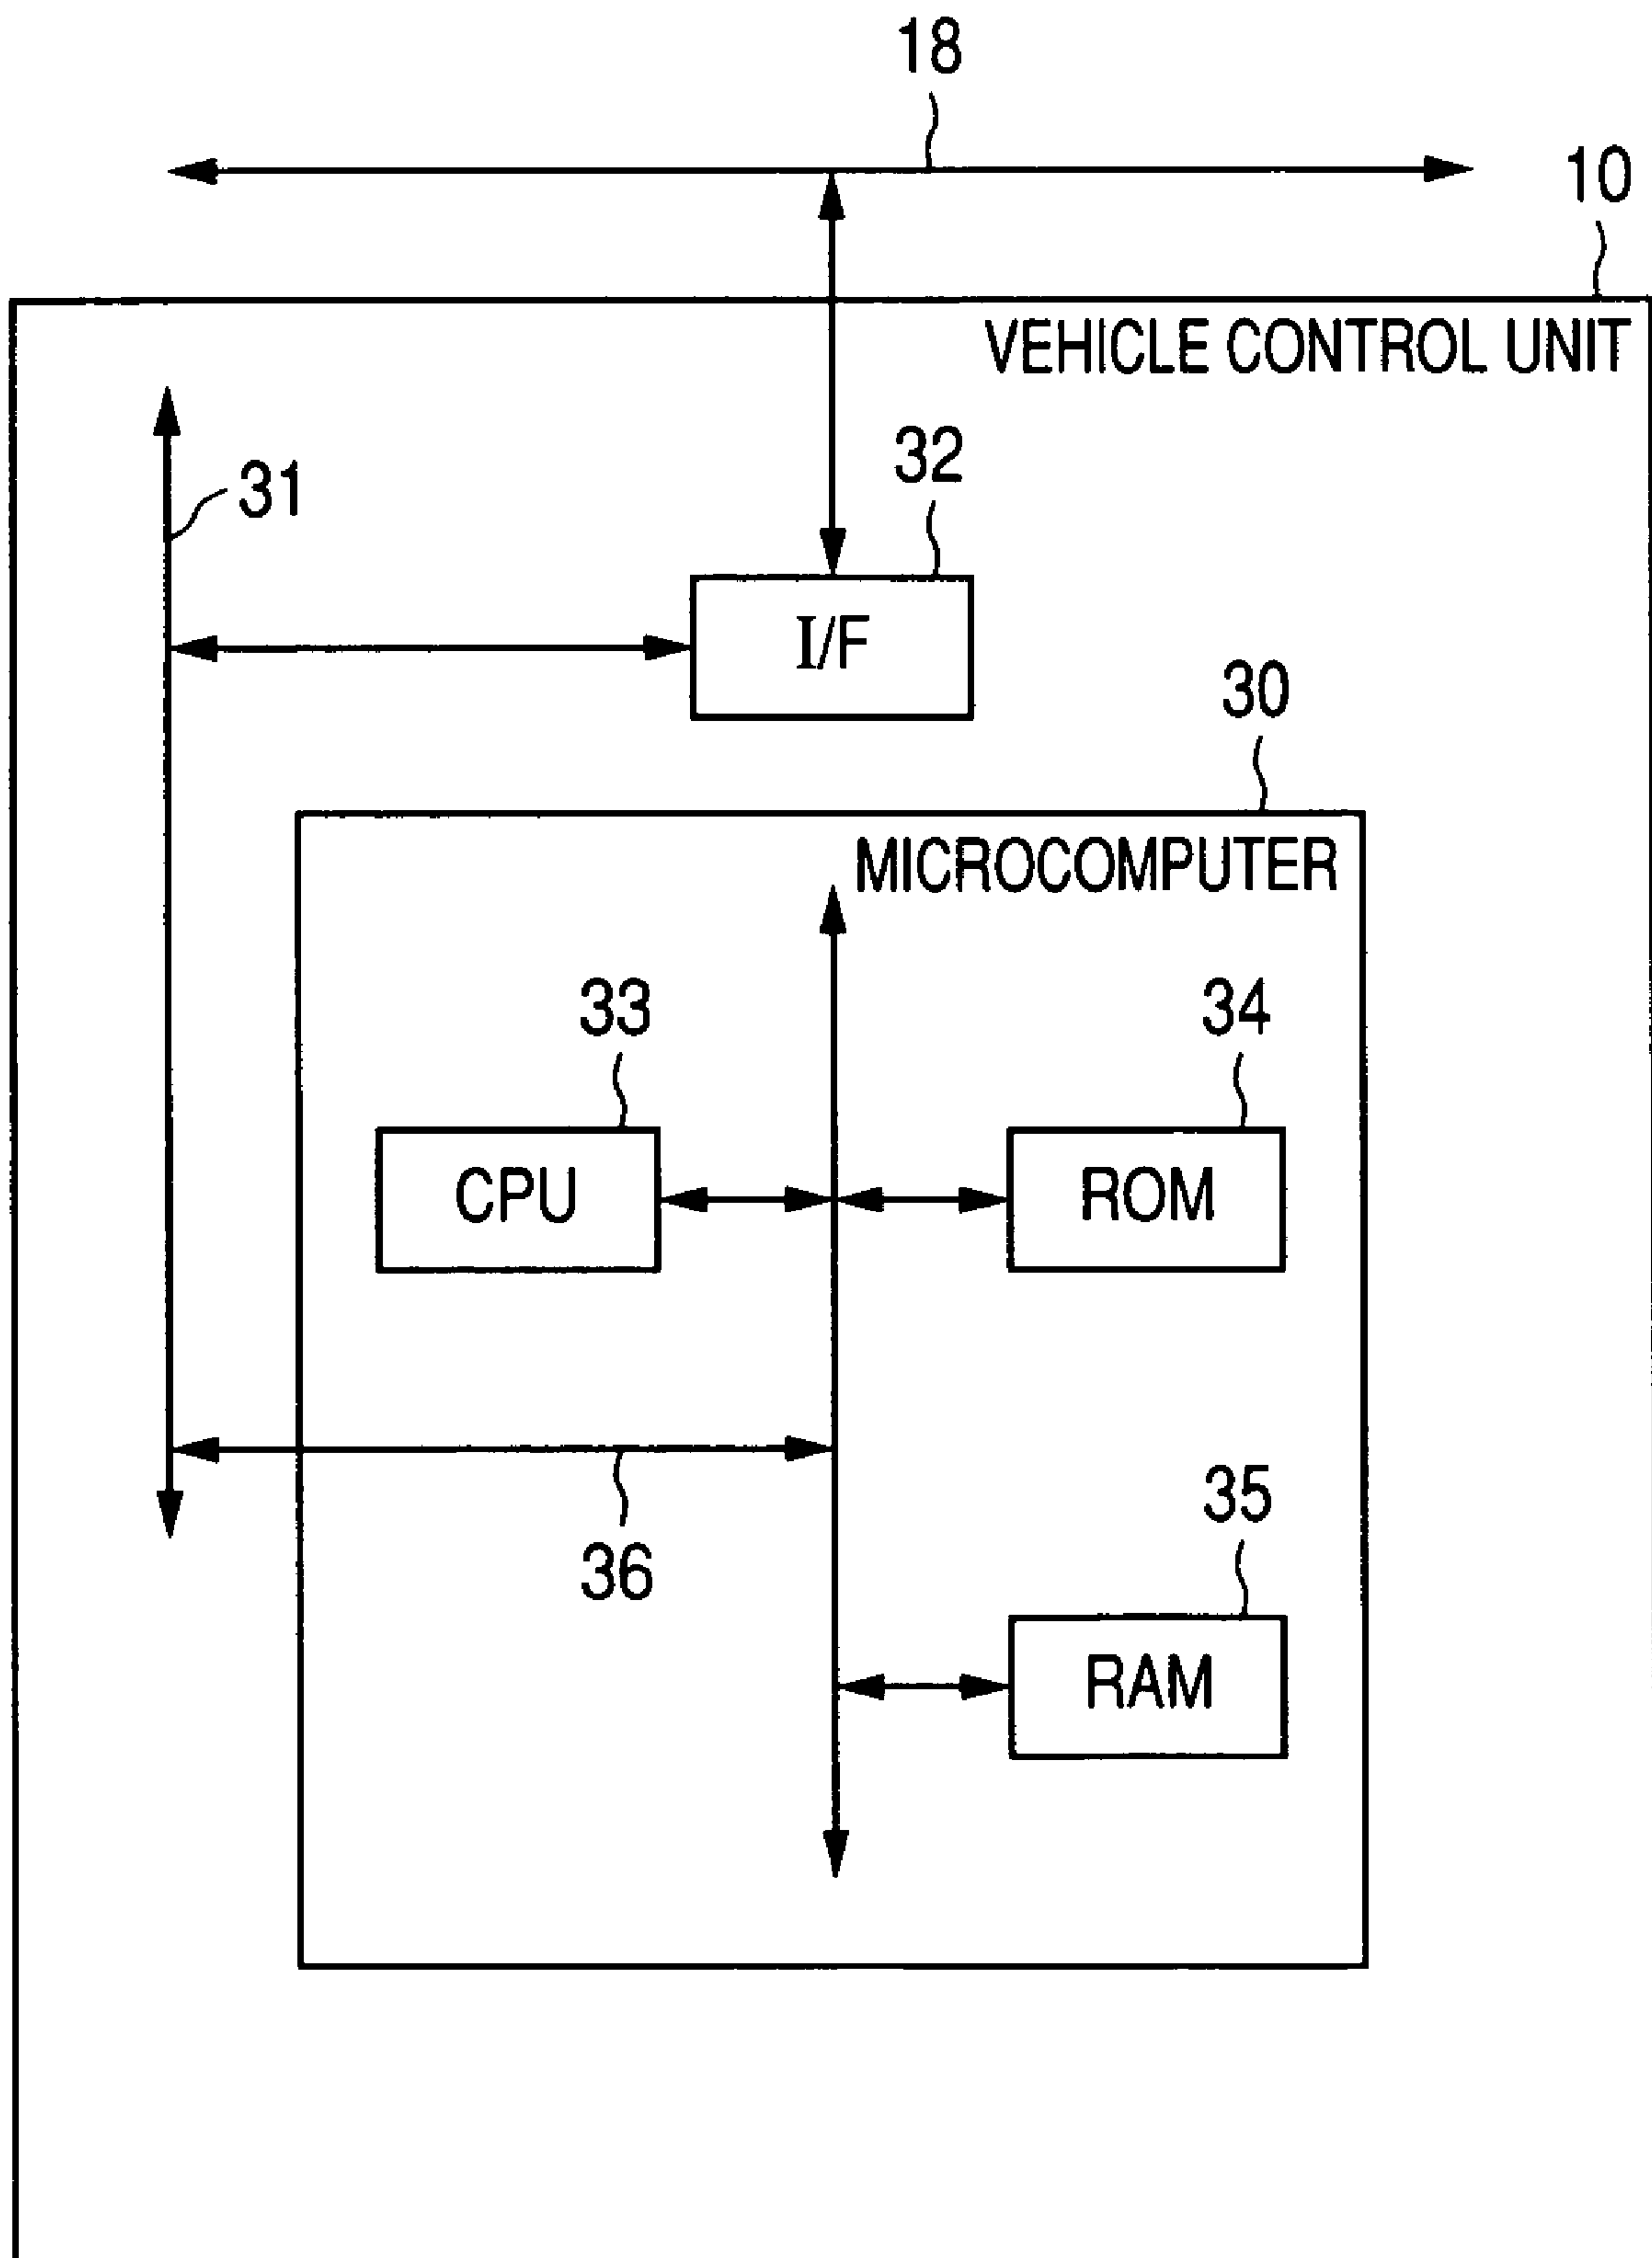 18
10
VEHICLE CONTROL UNIT
32
31
I/F
30
MICROCOMPUTER
33
34
CPU
ROM
35
36
RAM